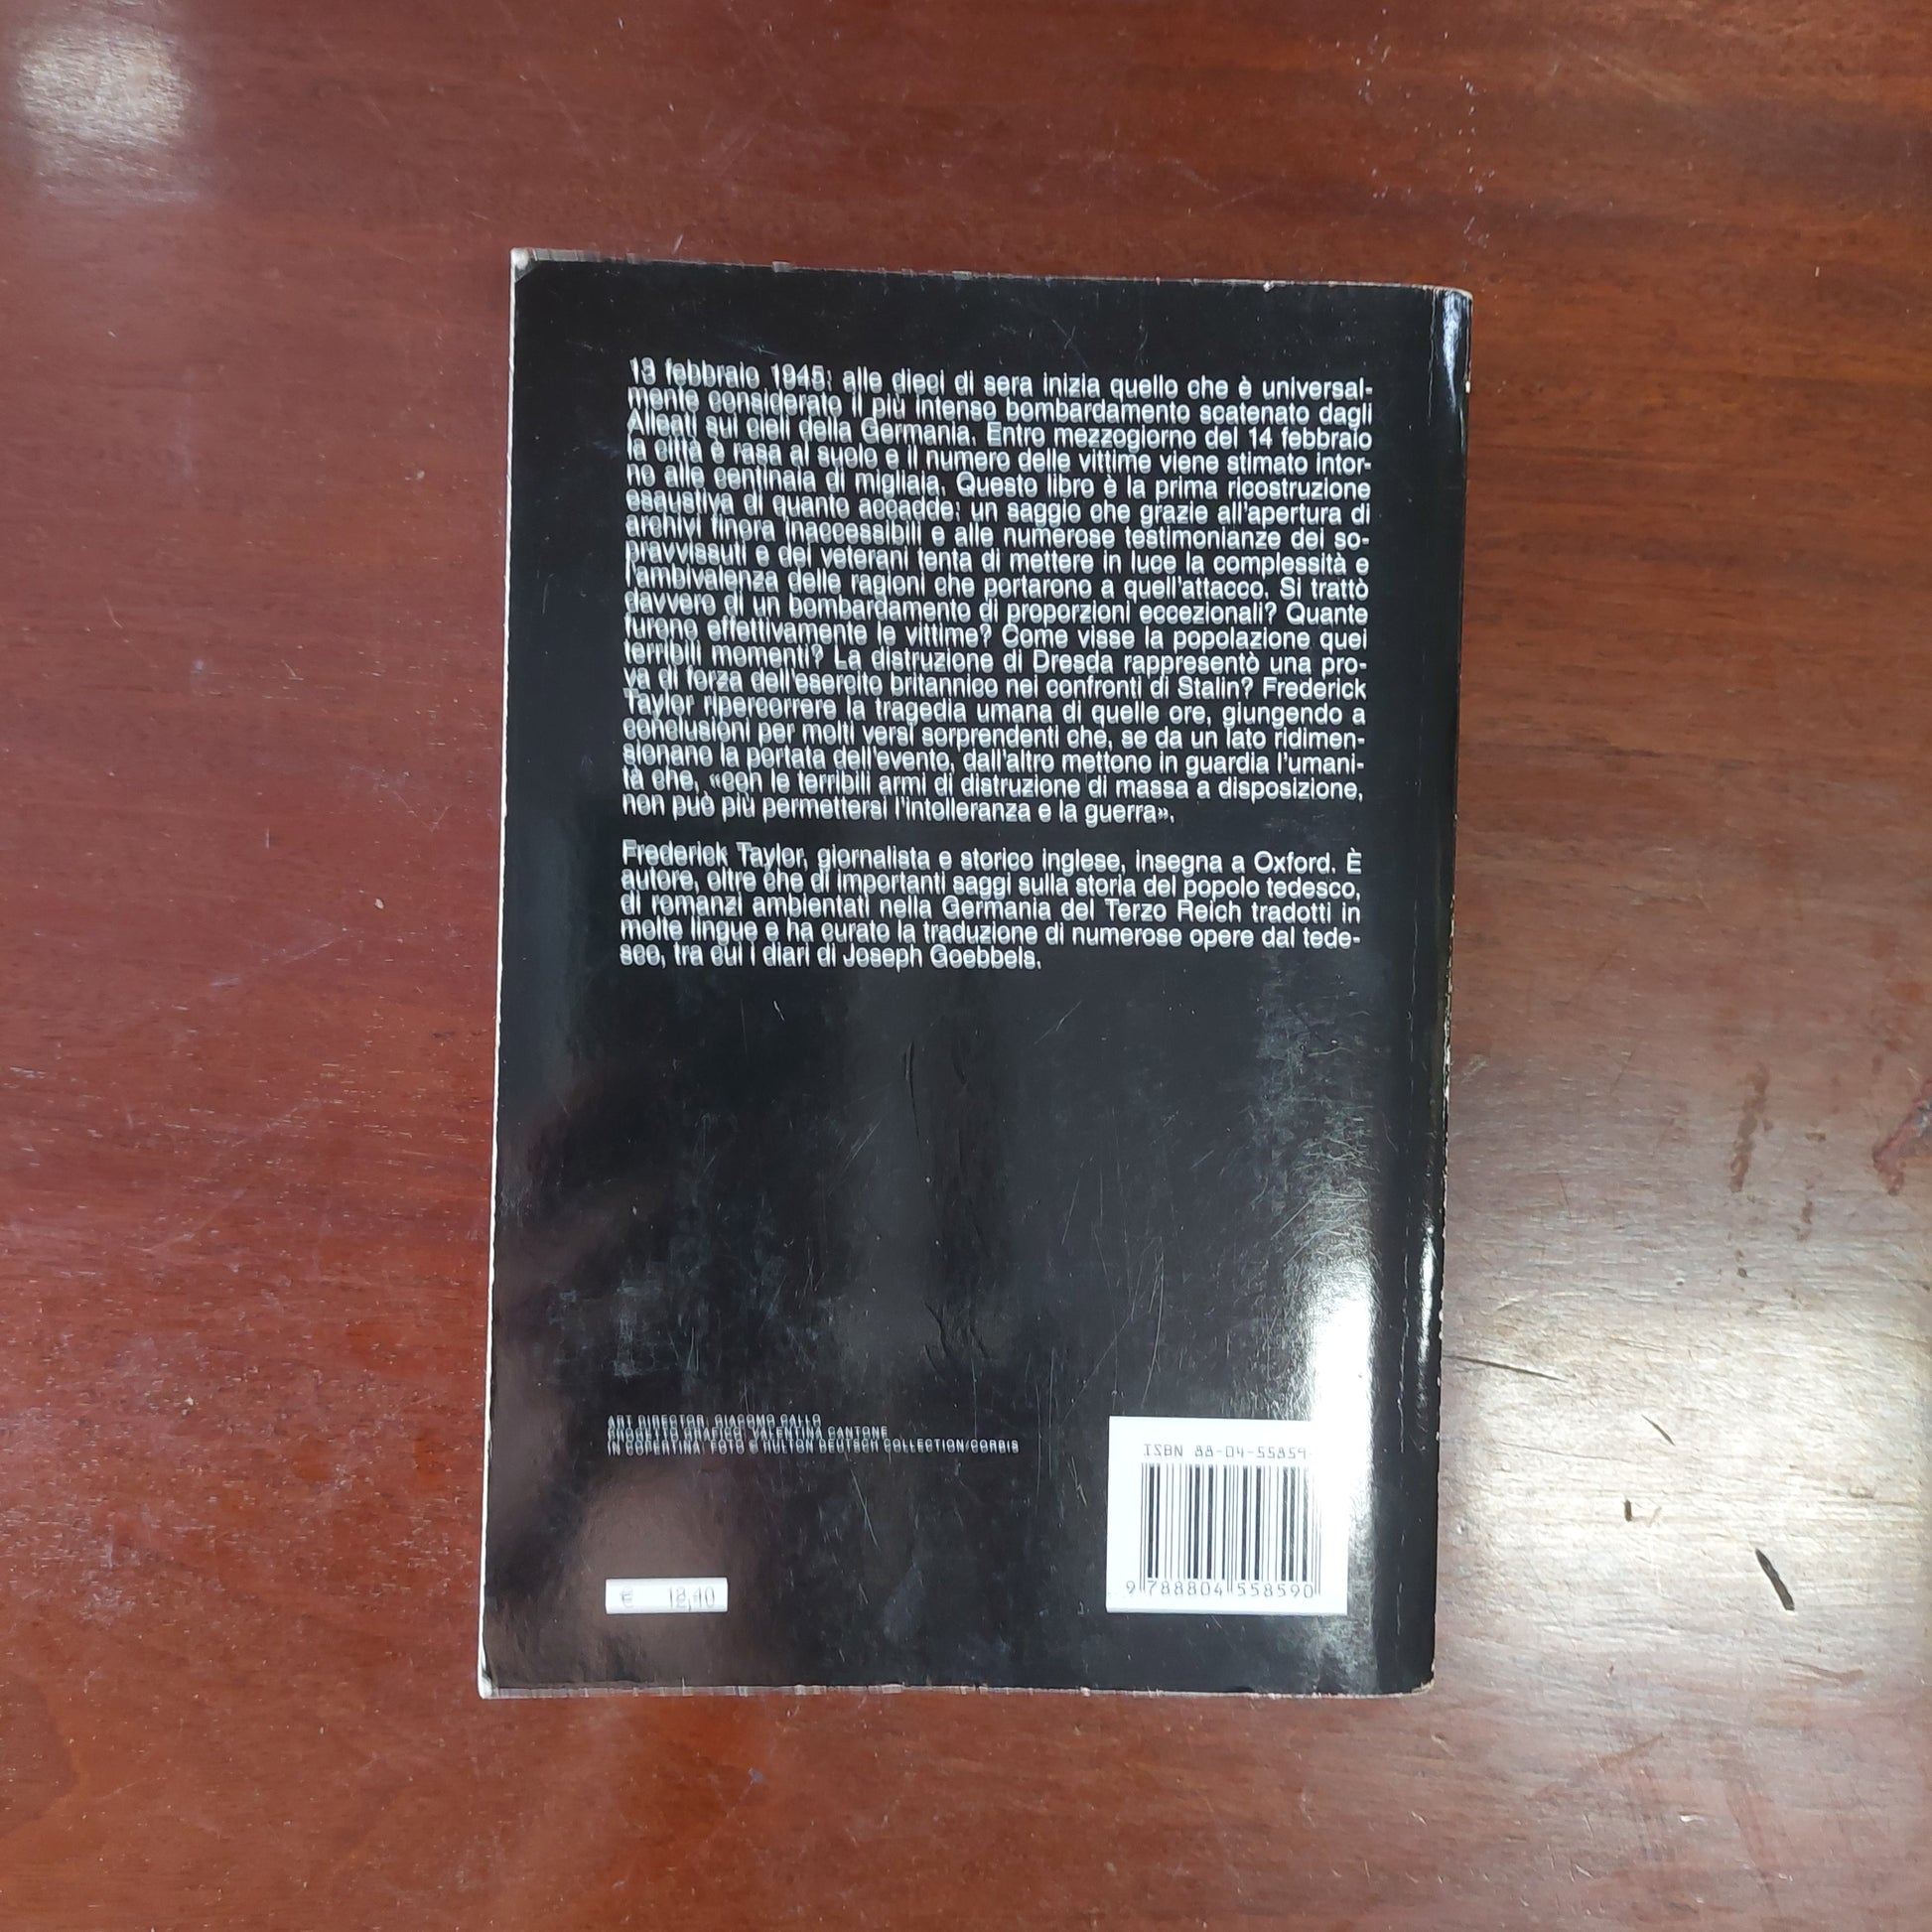 13 febbraio 1945: alle dieci di sera inizia quello che è universal-
mente considerato il più intenso bombardamento scatenato dagli
Alleati sui cieli della Germania. Entro mezzogiorno del 14 febbraio
la città è rasa al suolo e il numero delle vittime viene stimato intor-
no alle centinaia di migliaia. Questo libro è la prima ricostruzione
esaustiva di quanto accadde: un saggio che grazie all'apertura di
archivi finora inaccessibili e alle numerose testimonianze dei so-
pravvissuti e dei veterani tenta di mettere in luce la complessità e
l'ambivalenza delle ragioni che portarono a quell'attacco. Si trattò
davvero di un bombardamento di proporzioni eccezionali? Quante
furono effettivamente le vittime? Come visse la popolazione quei
terribili momenti? La distruzione di Dresda rappresentò una pro-
va di forza dell'esercito britannico nei confronti di Stalin? Frederick
Taylor ripercorrere la tragedia umana di quelle ore, giungendo a
conclusioni per molti versi sorprendenti che, se da un lato ridimen-
sionano la portata dell'evento, dall'altro mettono in guardia l'umani-
tà che, «con le terribili armi di distruzione di massa a disposizione,
non può più permettersi l'intolleranza e la guerra».
Frederick Taylor, giornalista e storico inglese, insegna a Oxford. È
autore, oltre che di importanti saggi sulla storia del popolo tedesco,
di romanzi ambientati nella Germania del Terzo Reich tradotti in
molte lingue e ha curato la traduzione di numerose opere dal tede-
sco, tra cui i diari di Joseph Goebbels.
ART DIRECTOR: GIACOMO CALLO
PROGETTO GRAFICO: VALENTINA CANTONE
IN COPERTINA: FOTO © HULTON DEUTSCH COLLECTION/CORBIS
ISBN 88-04-55859-
9 788804 558590
€ 12,40